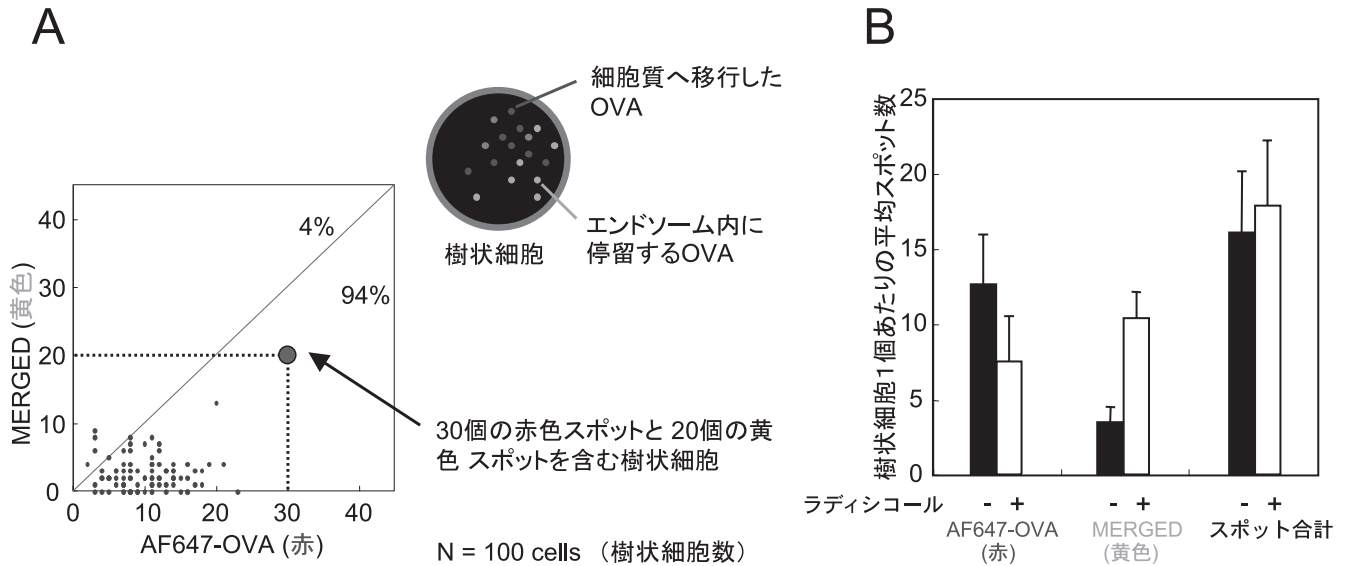 A
細胞質へ移行した
OVA
エンドソーム内に
停留するOVA
樹状細胞
4%
94%
40
30
20
10
0
MERGED (黄色)
0 10 20 30 40
AF647-OVA (赤)
30個の赤色スポットと 20個の黄
色 スポットを含む樹状細胞
N = 100 cells （樹状細胞数）
B
樹状細胞１個あたりの平均スポット数
25
20
15
10
5
0
ラディシコール - + - + - +
AF647-OVA
(赤)
MERGED
(黄色)
スポット合計